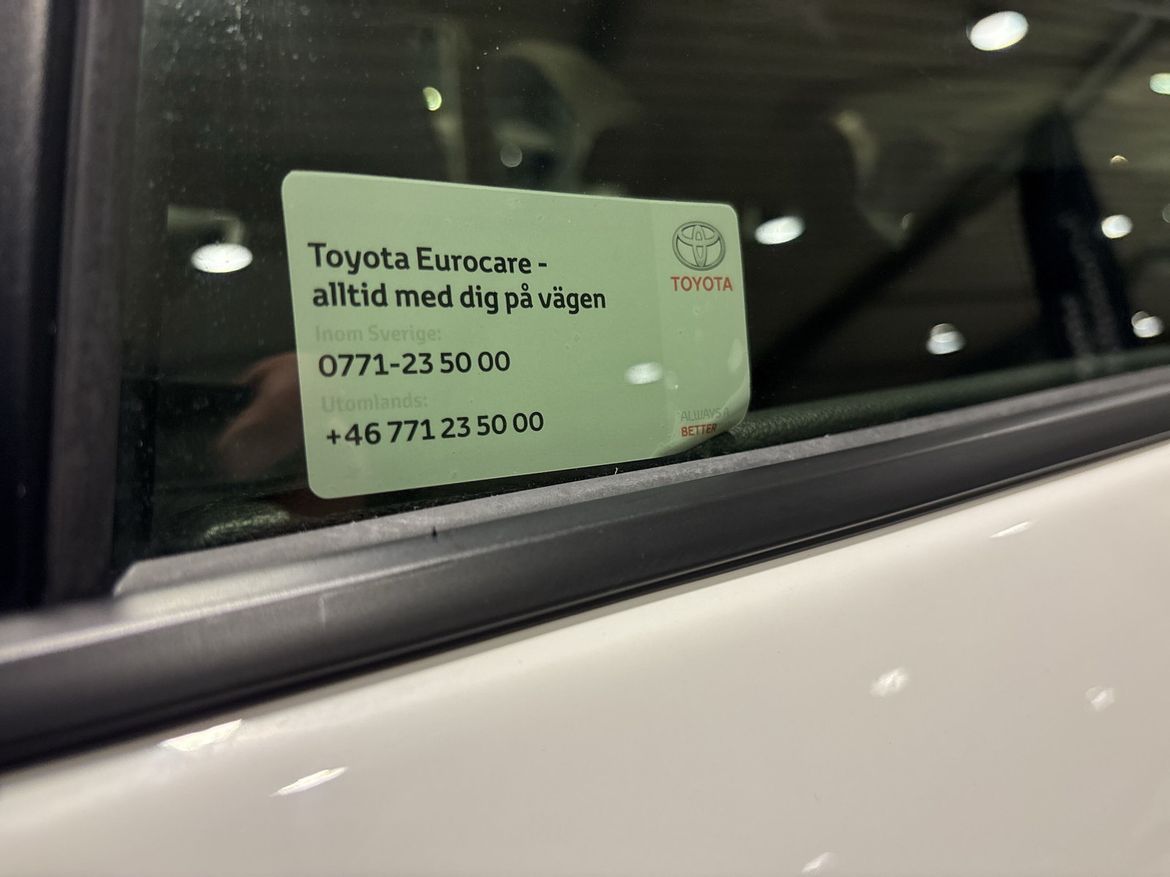 Toyota Eurocare -
alltid med dig på vägen
Inom Sverige:
0771-23 50 00
Utomlands:
+46 771 23 50 00
TOYOTA
ALWAYS A
BETTER